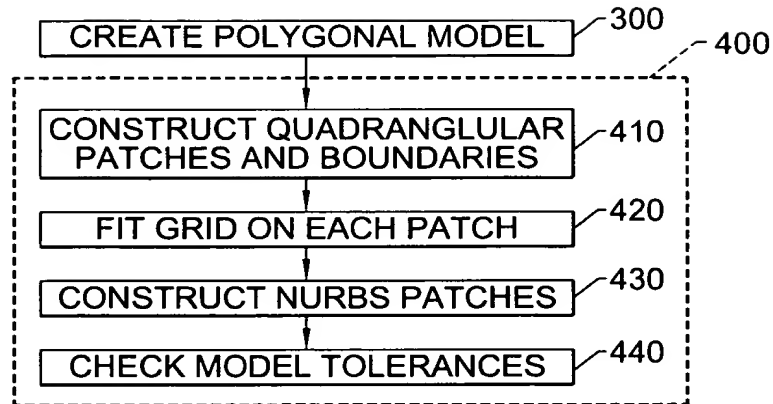 CREATE POLYGONAL MODEL 300
400
CONSTRUCT QUADRANGLULAR
PATCHES AND BOUNDARIES 410
FIT GRID ON EACH PATCH 420
CONSTRUCT NURBS PATCHES 430
CHECK MODEL TOLERANCES 440